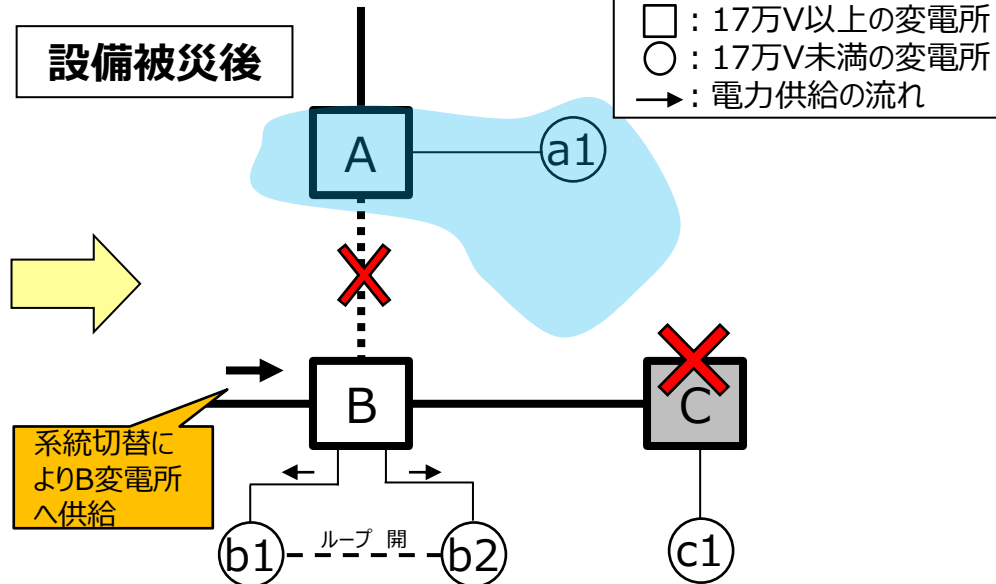 設備被災後
□：17万V以上の変電所
○：17万V未満の変電所
→：電力供給の流れ
A
a1
B
C
系統切替に
よりB変電所
へ供給
b1
ループ 開
b2
c1